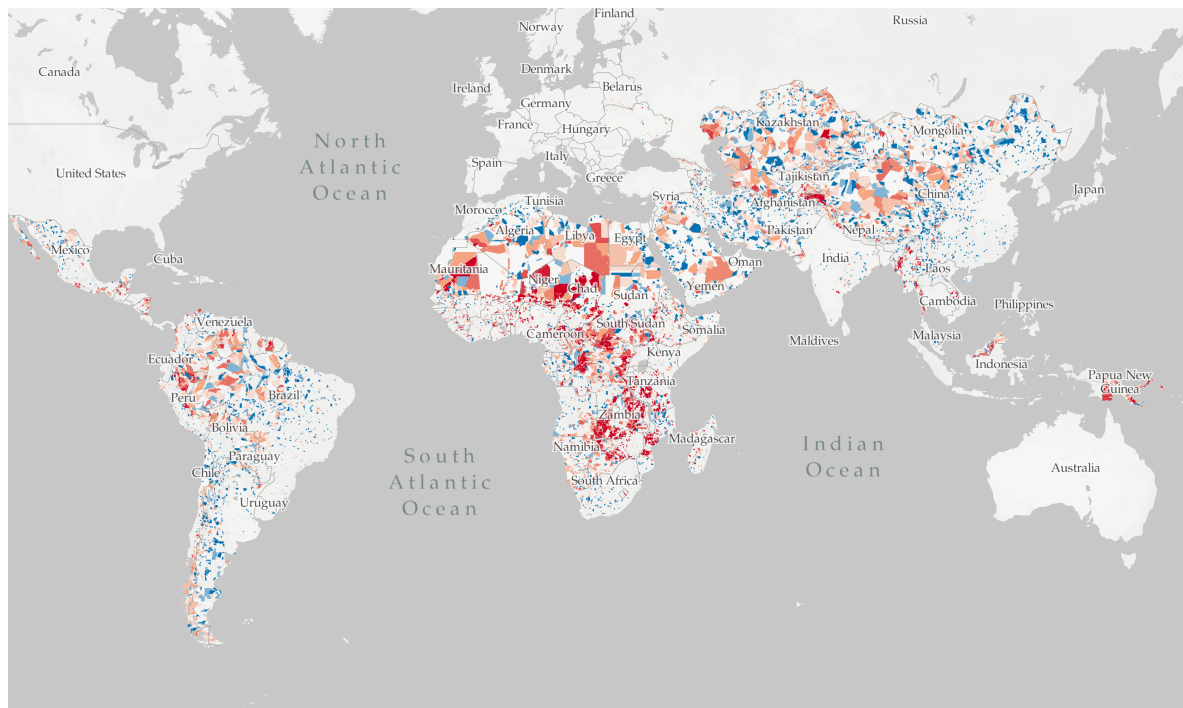 Finland
Russia
Norway
Canada
Denmark
Ireland
Belarus
Germany
Kazakhstan
France
Hungary
Mongolia
North
Atlantic
Ocean
Italy
Spain
United States
Greece
Tajikistan
Japan
China
Syria
Tunisia
Afghanistan
Morocco
Algeria
Libya
Egypt
Pakistan
Nepal
Mexico
Cuba
India
Oman
Mauritania
Laos
Niger
Chad
Sudan
Yemen
Cambodia
Philippines
Venezuela
South Sudan
Somalia
Cameroon
Maldives
Malaysia
Ecuador
Kenya
Indonesia
Peru
Brazil
Tanzania
Papua New
Guinea
Zambia
Bolivia
Namibia
Madagascar
Indian
Ocean
Paraguay
South
Atlantic
Ocean
Chile
South Africa
Australia
Uruguay